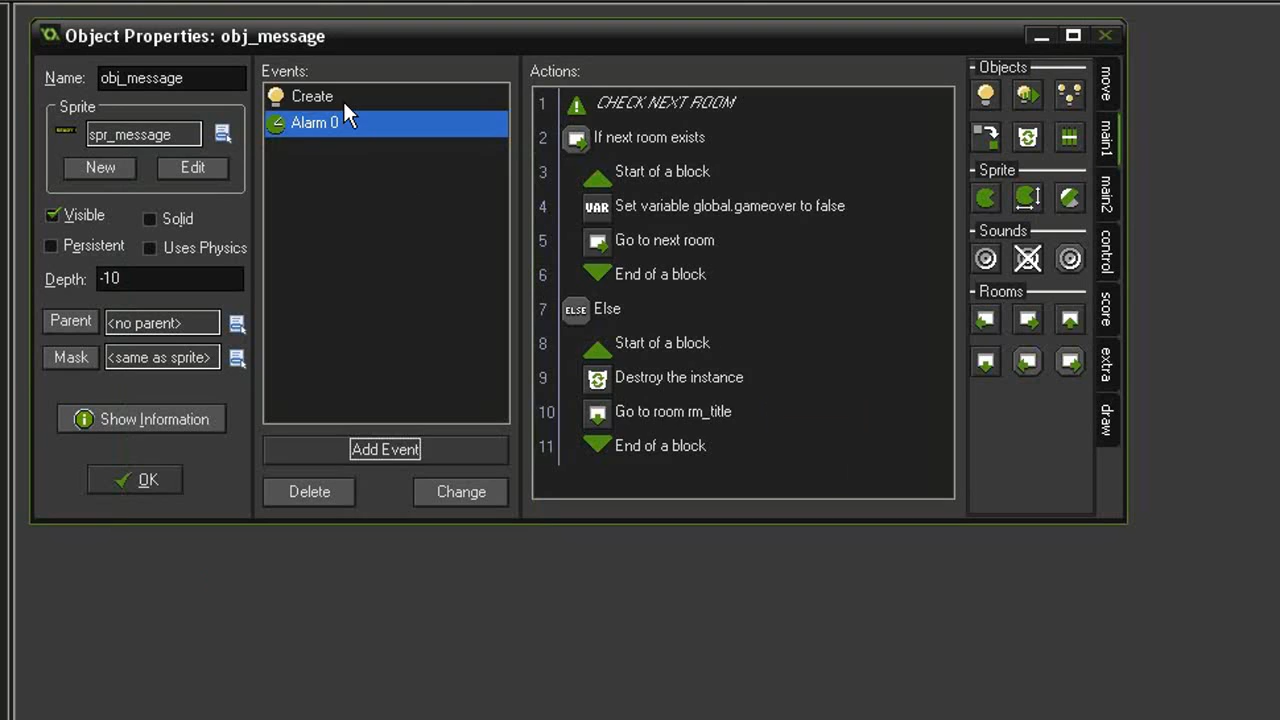 Object Properties: obj_message
Name: obj_message
Sprite
spr_message
New
Edit
Visible
Solid
Persistent
Uses Physics
Depth: -10
Parent
<no parent>
Mask
<same as sprite>
Show Information
OK
Events:
Create
Alarm 0
Add Event
Delete
Change
Actions:
1 CHECK NEXT ROOM
2 If next room exists
3 Start of a block
4 VAR Set variable global.gameover to false
5 Go to next room
6 End of a block
7 ELSE Else
8 Start of a block
9 Destroy the instance
10 Go to room rm_title
11 End of a block
Objects
Sprite
Sounds
Rooms
move
main1
main2
control
score
extra
draw